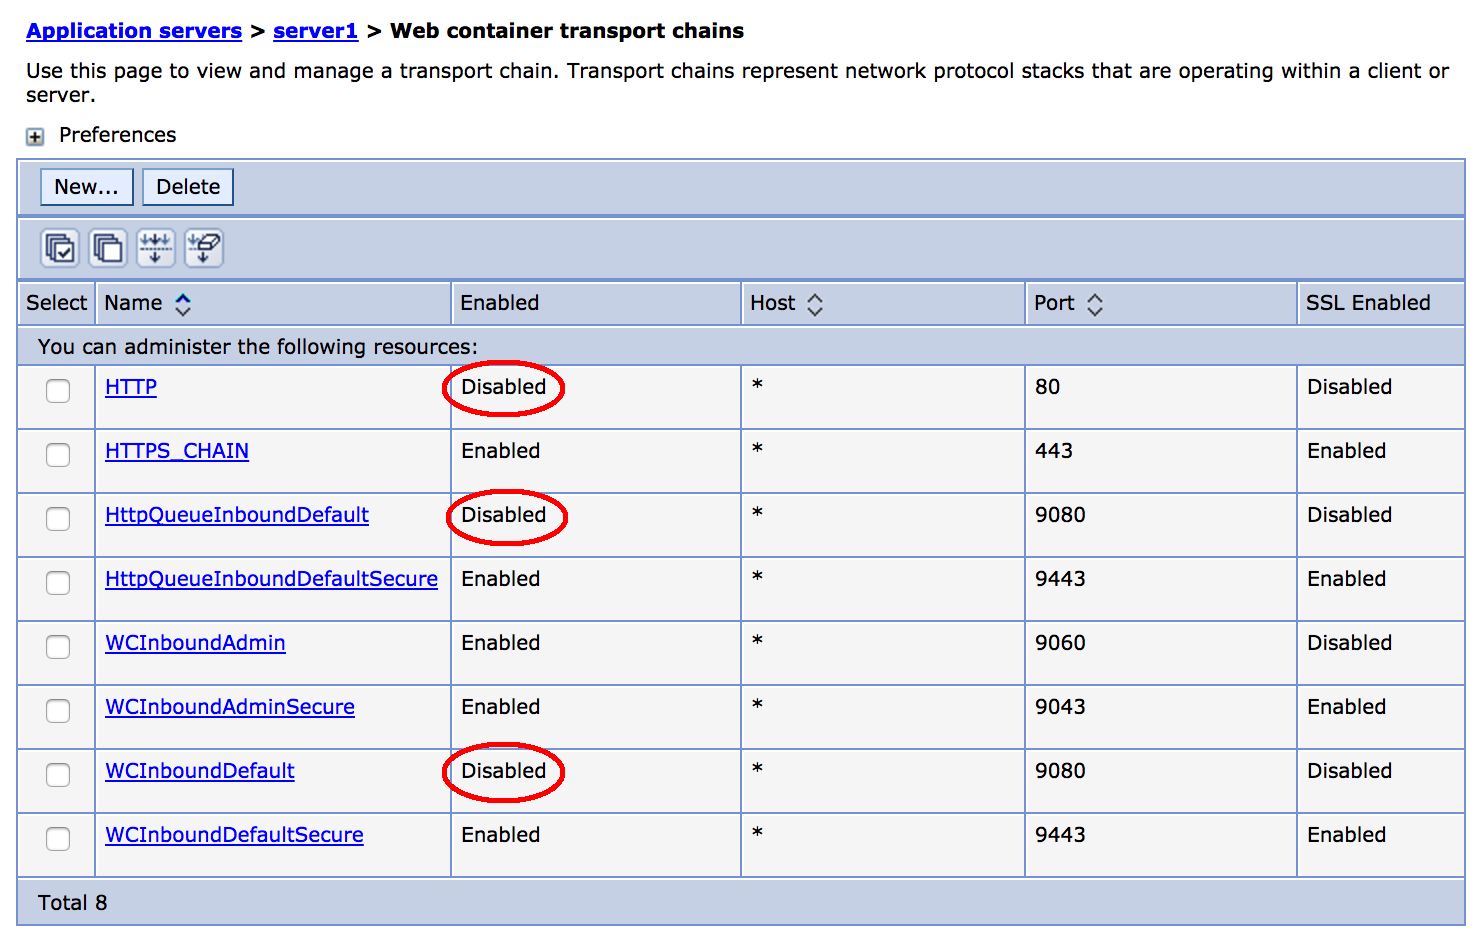 Application servers > server1 > Web container transport chains
Use this page to view and manage a transport chain. Transport chains represent network protocol stacks that are operating within a client or
server.
Preferences
New... Delete
Select Name Enabled Host Port SSL Enabled
You can administer the following resources:
HTTP Disabled * 80 Disabled
HTTPS_CHAIN Enabled * 443 Enabled
HttpQueueInboundDefault Disabled * 9080 Disabled
HttpQueueInboundDefaultSecure Enabled * 9443 Enabled
WCInboundAdmin Enabled * 9060 Disabled
WCInboundAdminSecure Enabled * 9043 Enabled
WCInboundDefault Disabled * 9080 Disabled
WCInboundDefaultSecure Enabled * 9443 Enabled
Total 8